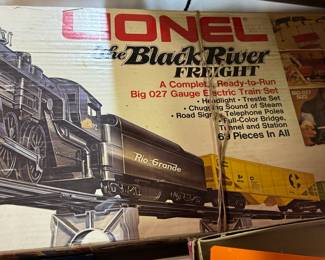 LIONEL
the Black River
FREIGHT
A Complete, Ready-to-Run
Big 027 Gauge Electric Train Set
• Headlight • Trestle Set
• Chugging Sound of Steam
• Road Signs • Telephone Poles
• Full-Color Bridge,
Tunnel and Station
69 Pieces In All
Rio Grande